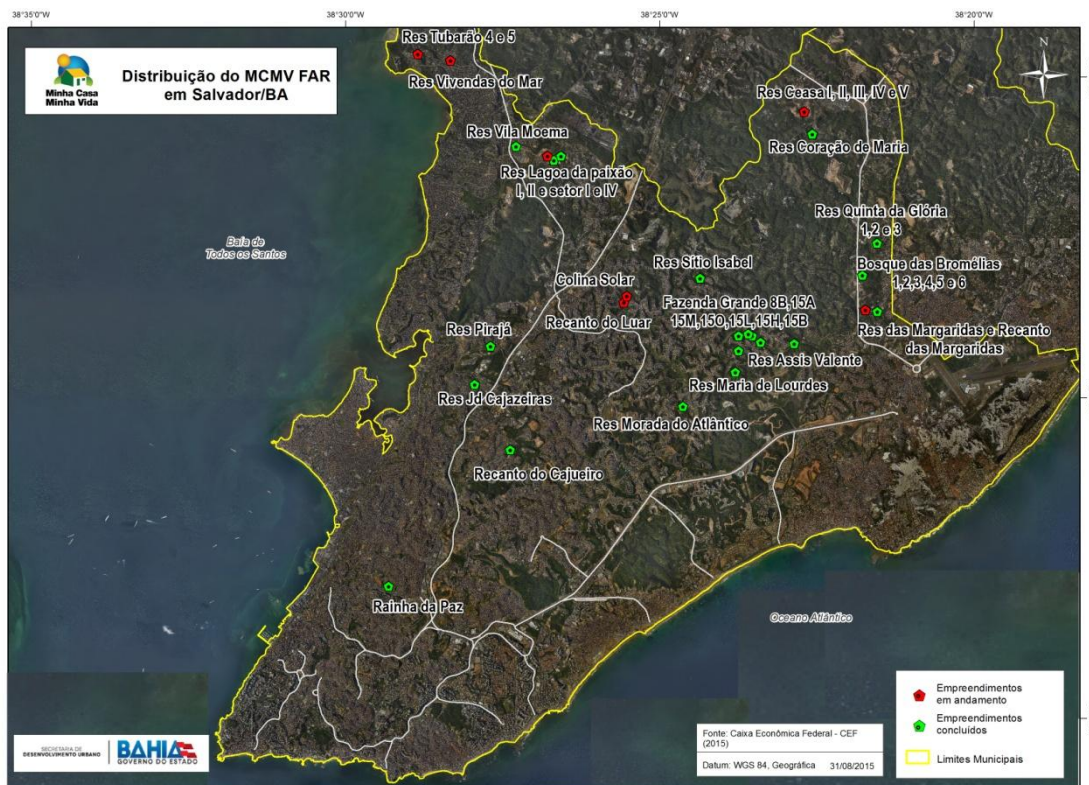 38°35'0"W
38°30'0"W
38°25'0"W
38°20'0"W
Minha Casa
Minha Vida
Distribuição do MCMV FAR
em Salvador/BA
N
Res Tubarão 4 e 5
Res Vivendas do Mar
Res Ceasa I, II, III, IV e V
Res Vila Moema
Res Coração de Maria
Res Lagoa da paixão
I, II e setor I e IV
Res Quinta da Glória
1,2 e 3
Baía de
Todos os Santos
Res Sítio Isabel
Bosque das Bromélias
1,2,3,4,5 e 6
Colina Solar
Fazenda Grande 8B,15A
15M,15O,15L,15H,15B
Recanto do Luar
Res Pirajá
Res das Margaridas e Recanto
das Margaridas
Res Assis Valente
Res Maria de Lourdes
Res Jd Cajazeiras
Res Morada do Atlântico
Recanto do Cajueiro
Rainha da Paz
Oceano Atlântico
Empreendimentos
em andamento
Empreendimentos
concluídos
Limites Municipais
Fonte: Caixa Econômica Federal - CEF
(2015)
Datum: WGS 84, Geográfica 31/08/2015
SECRETARIA DE
DESENVOLVIMENTO URBANO
BAHIA
GOVERNO DO ESTADO